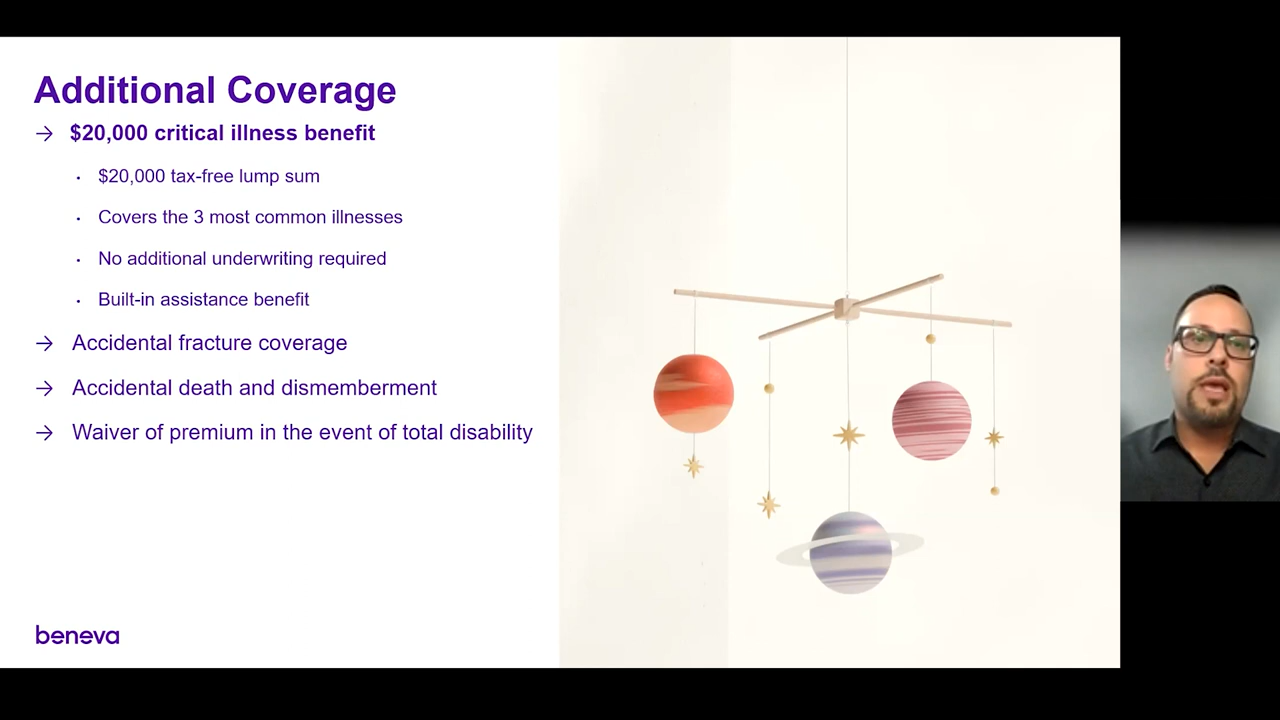 Additional Coverage
→ $20,000 critical illness benefit
• $20,000 tax-free lump sum
• Covers the 3 most common illnesses
• No additional underwriting required
• Built-in assistance benefit
→ Accidental fracture coverage
→ Accidental death and dismemberment
→ Waiver of premium in the event of total disability
beneva